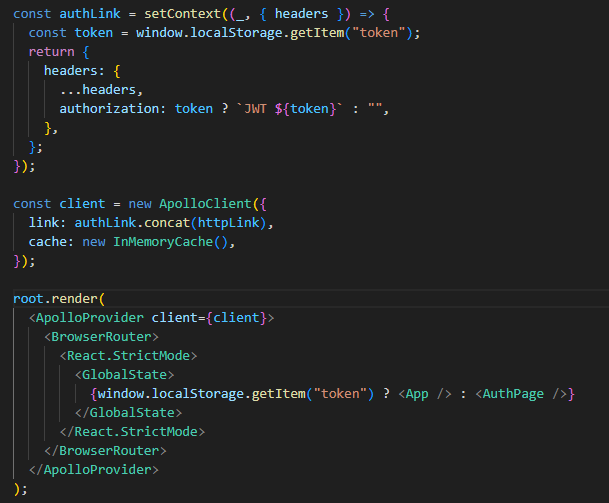 const authLink = setContext((_, { headers }) => {
  const token = window.localStorage.getItem("token");
  return {
    headers: {
      ...headers,
      authorization: token ? `JWT ${token}` : "",
    },
  };
});

const client = new ApolloClient({
  link: authLink.concat(httpLink),
  cache: new InMemoryCache(),
});

root.render(
  <ApolloProvider client={client}>
    <BrowserRouter>
      <React.StrictMode>
        <GlobalState>
          {window.localStorage.getItem("token") ? <App /> : <AuthPage />}
        </GlobalState>
      </React.StrictMode>
    </BrowserRouter>
  </ApolloProvider>
);